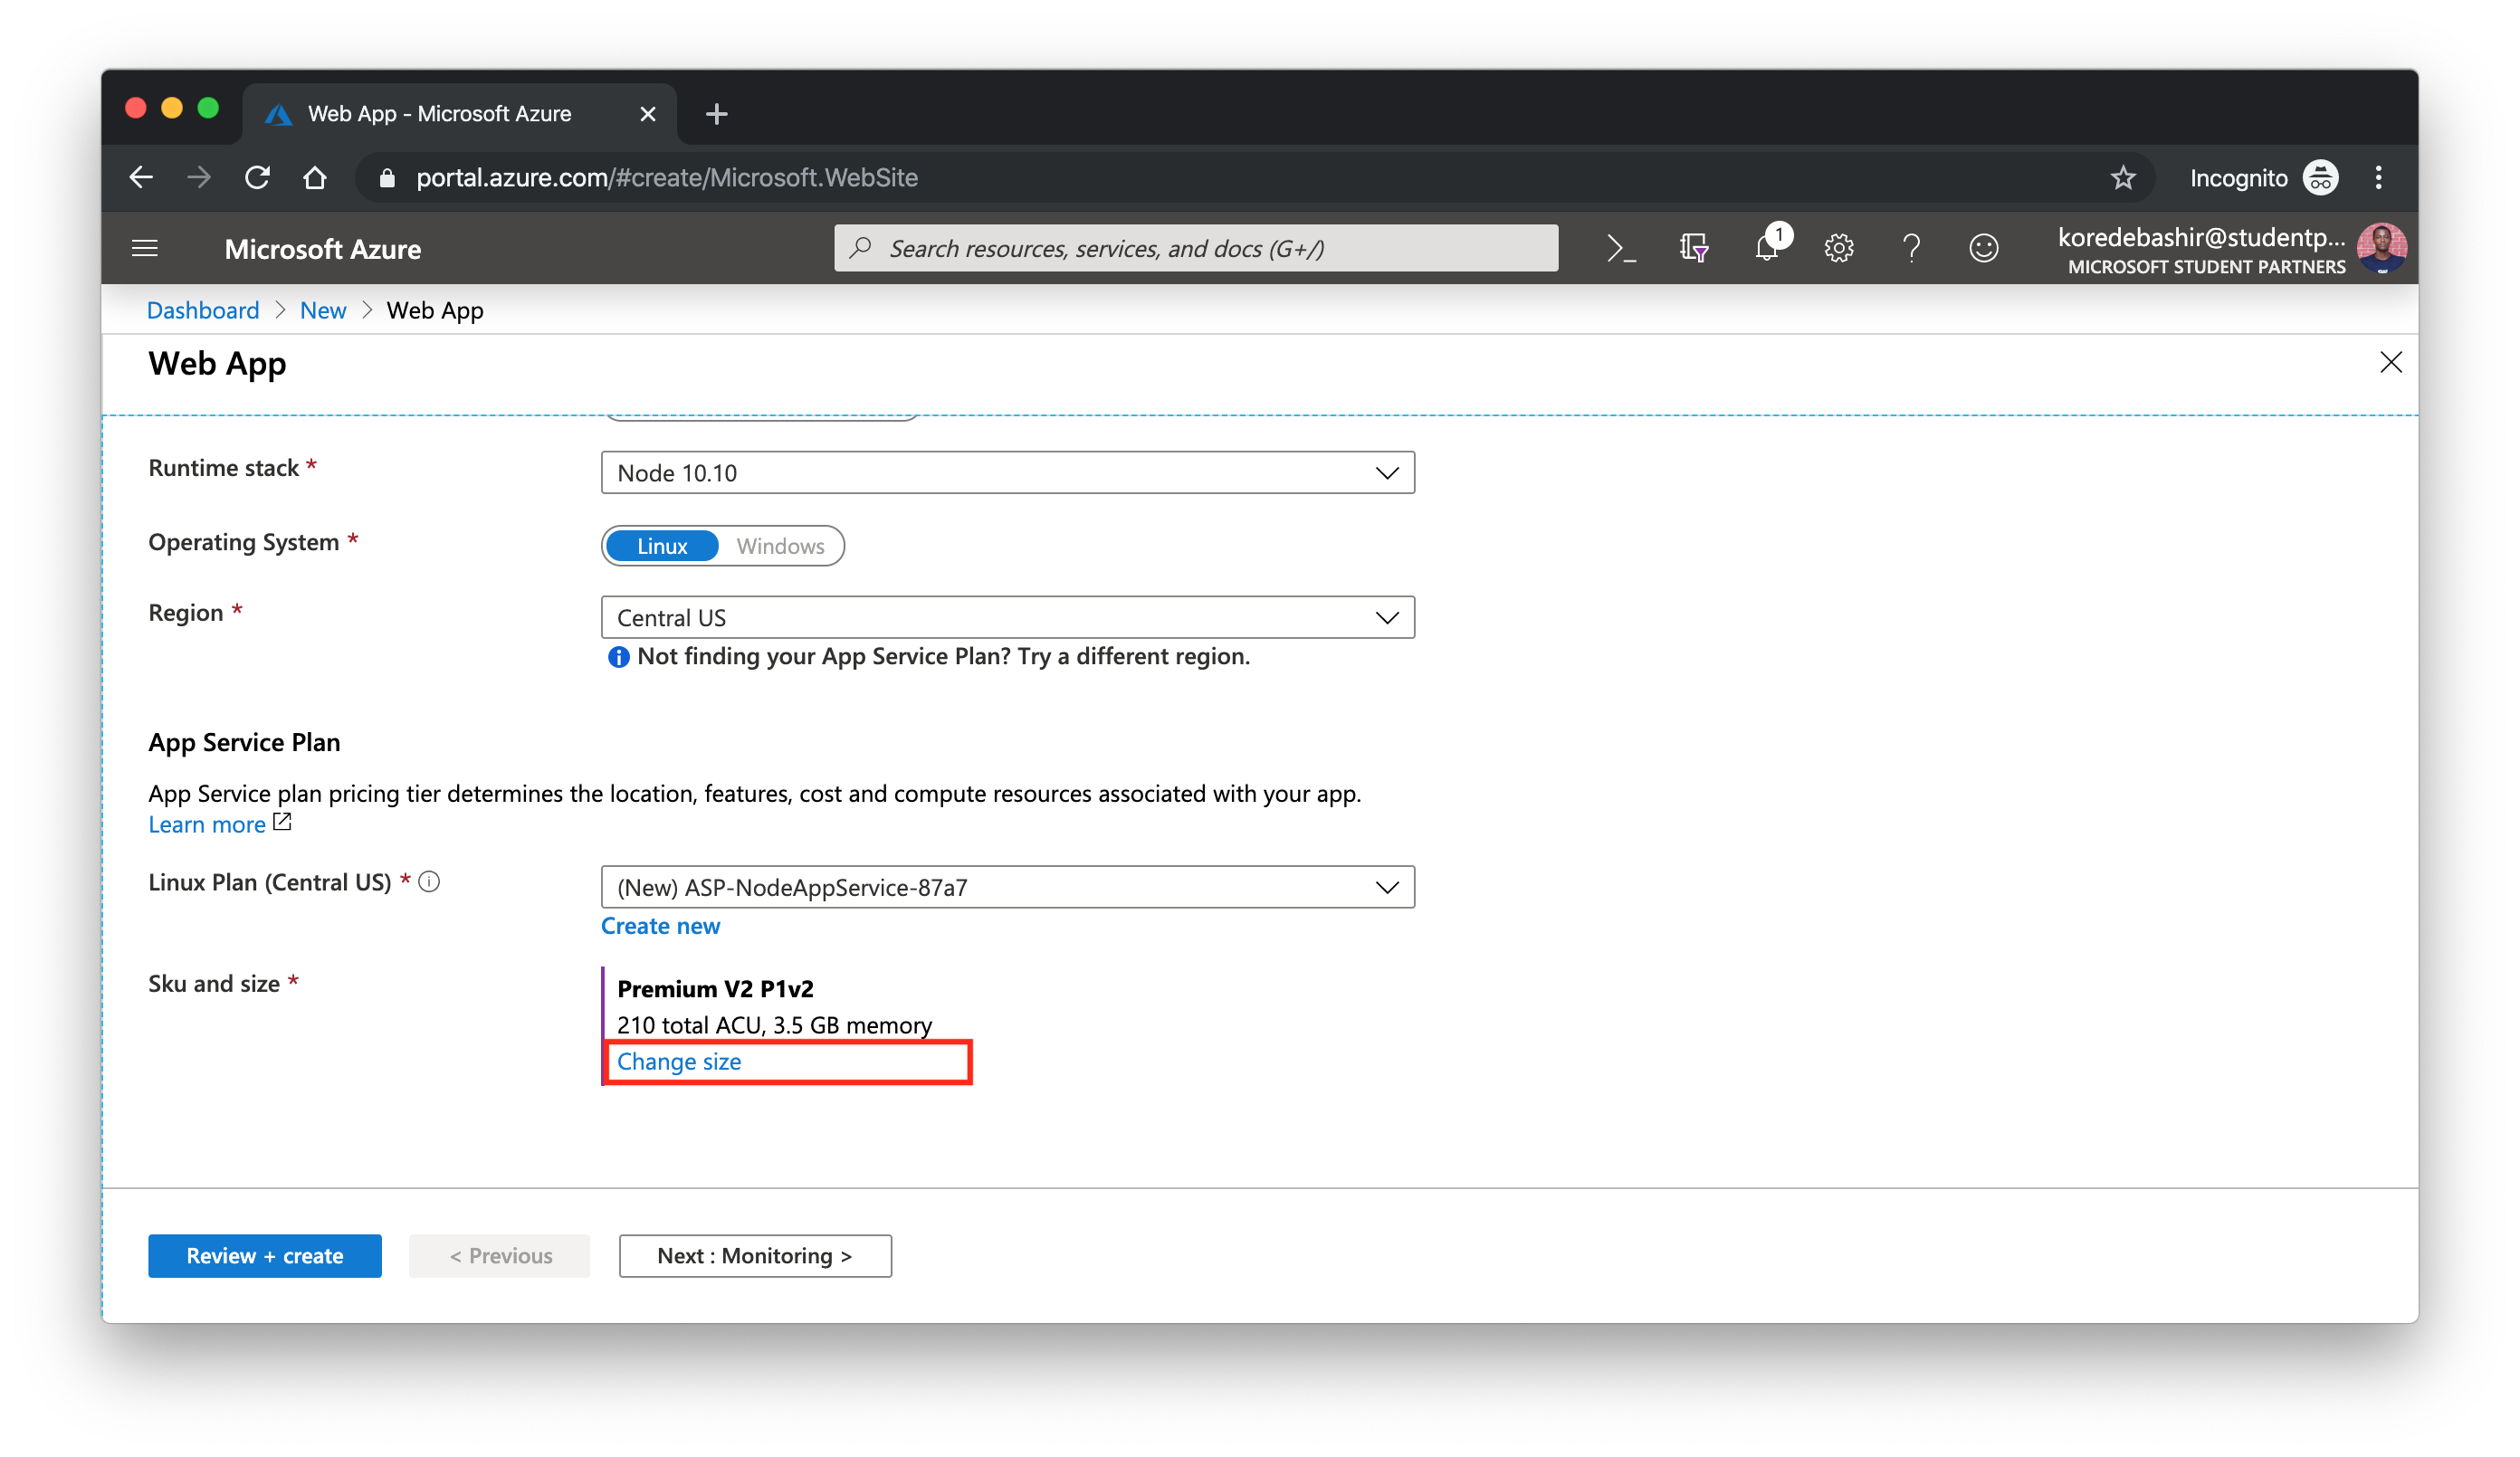 Web App - Microsoft Azure
portal.azure.com/#create/Microsoft.WebSite
Incognito
Microsoft Azure
Search resources, services, and docs (G+/)
1
koredebashir@studentp...
MICROSOFT STUDENT PARTNERS
Dashboard > New > Web App
Web App
Runtime stack *
Node 10.10
Operating System *
Linux
Windows
Region *
Central US
Not finding your App Service Plan? Try a different region.
App Service Plan
App Service plan pricing tier determines the location, features, cost and compute resources associated with your app.
Learn more
Linux Plan (Central US) *
(New) ASP-NodeAppService-87a7
Create new
Sku and size *
Premium V2 P1v2
210 total ACU, 3.5 GB memory
Change size
Review + create
< Previous
Next : Monitoring >